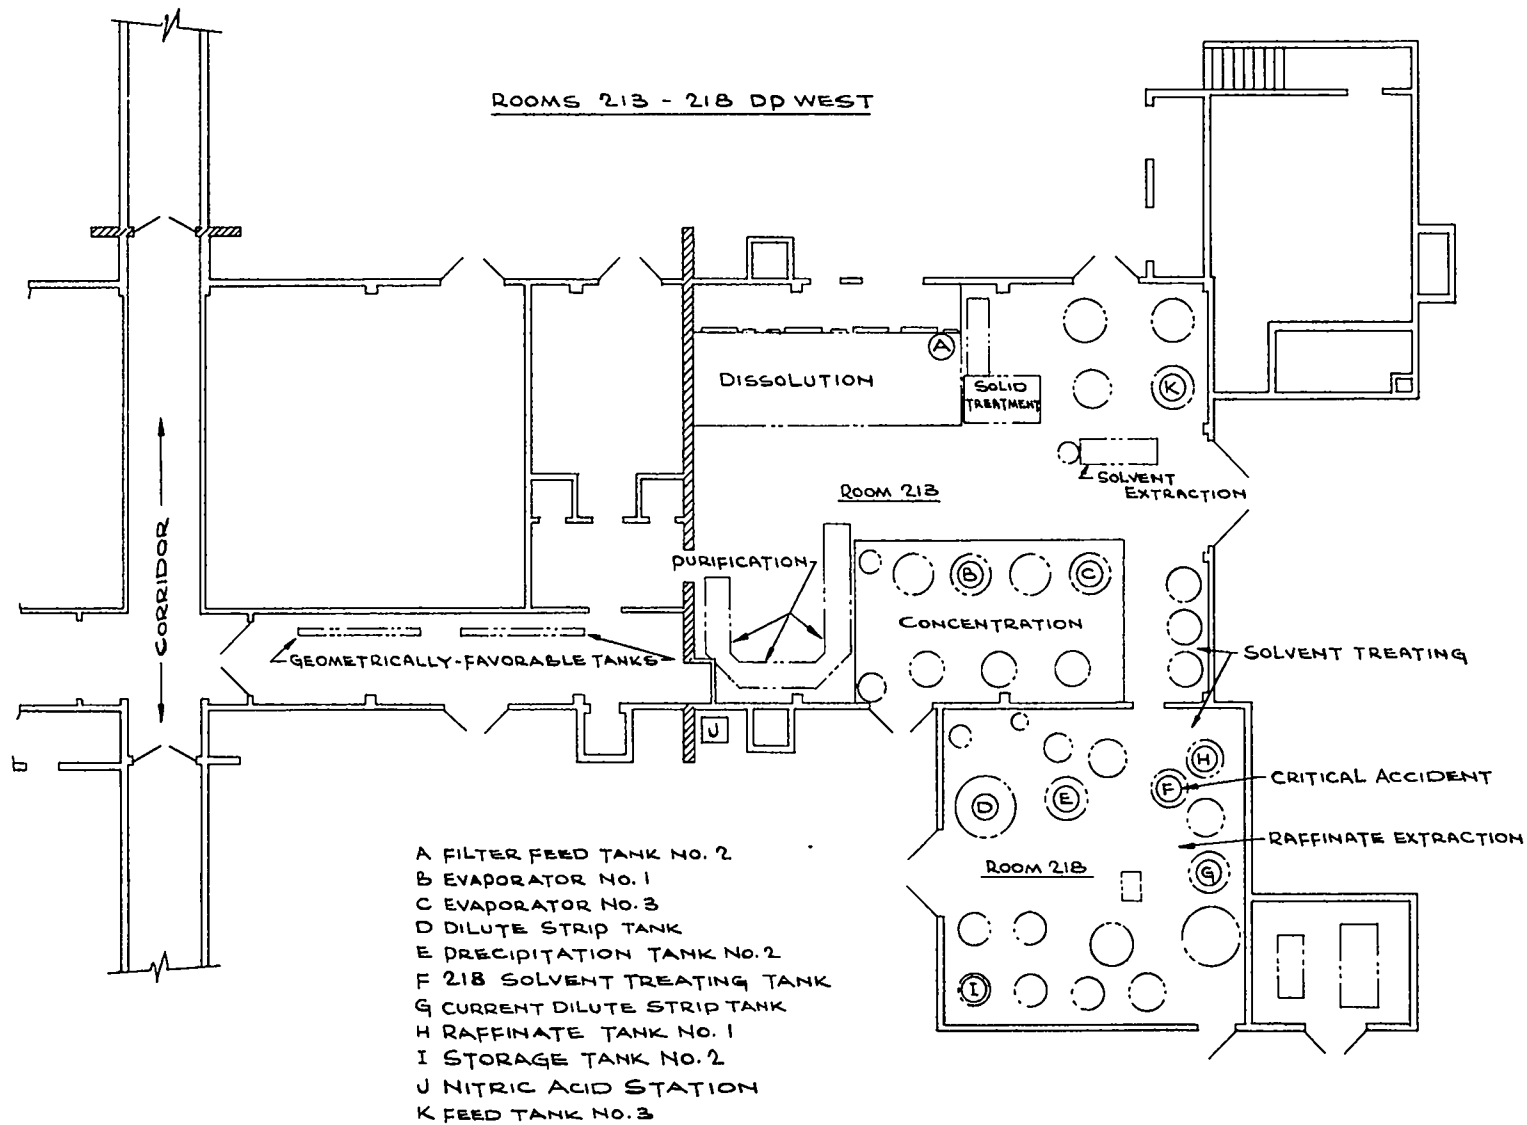 ROOMS 213 - 218 DP WEST
A
DISSOLUTION
SOLID
TREATMENT
K
SOLVENT
EXTRACTION
ROOM 213
CORRIDOR
PURIFICATION
B
C
CONCENTRATION
GEOMETRICALLY-FAVORABLE TANKS
SOLVENT TREATING
J
H
F
CRITICAL ACCIDENT
D
E
RAFFINATE EXTRACTION
ROOM 218
G
I
A FILTER FEED TANK NO. 2
B EVAPORATOR NO. 1
C EVAPORATOR NO. 3
D DILUTE STRIP TANK
E PRECIPITATION TANK NO. 2
F 218 SOLVENT TREATING TANK
G CURRENT DILUTE STRIP TANK
H RAFFINATE TANK NO. 1
I STORAGE TANK NO. 2
J NITRIC ACID STATION
K FEED TANK NO. 3